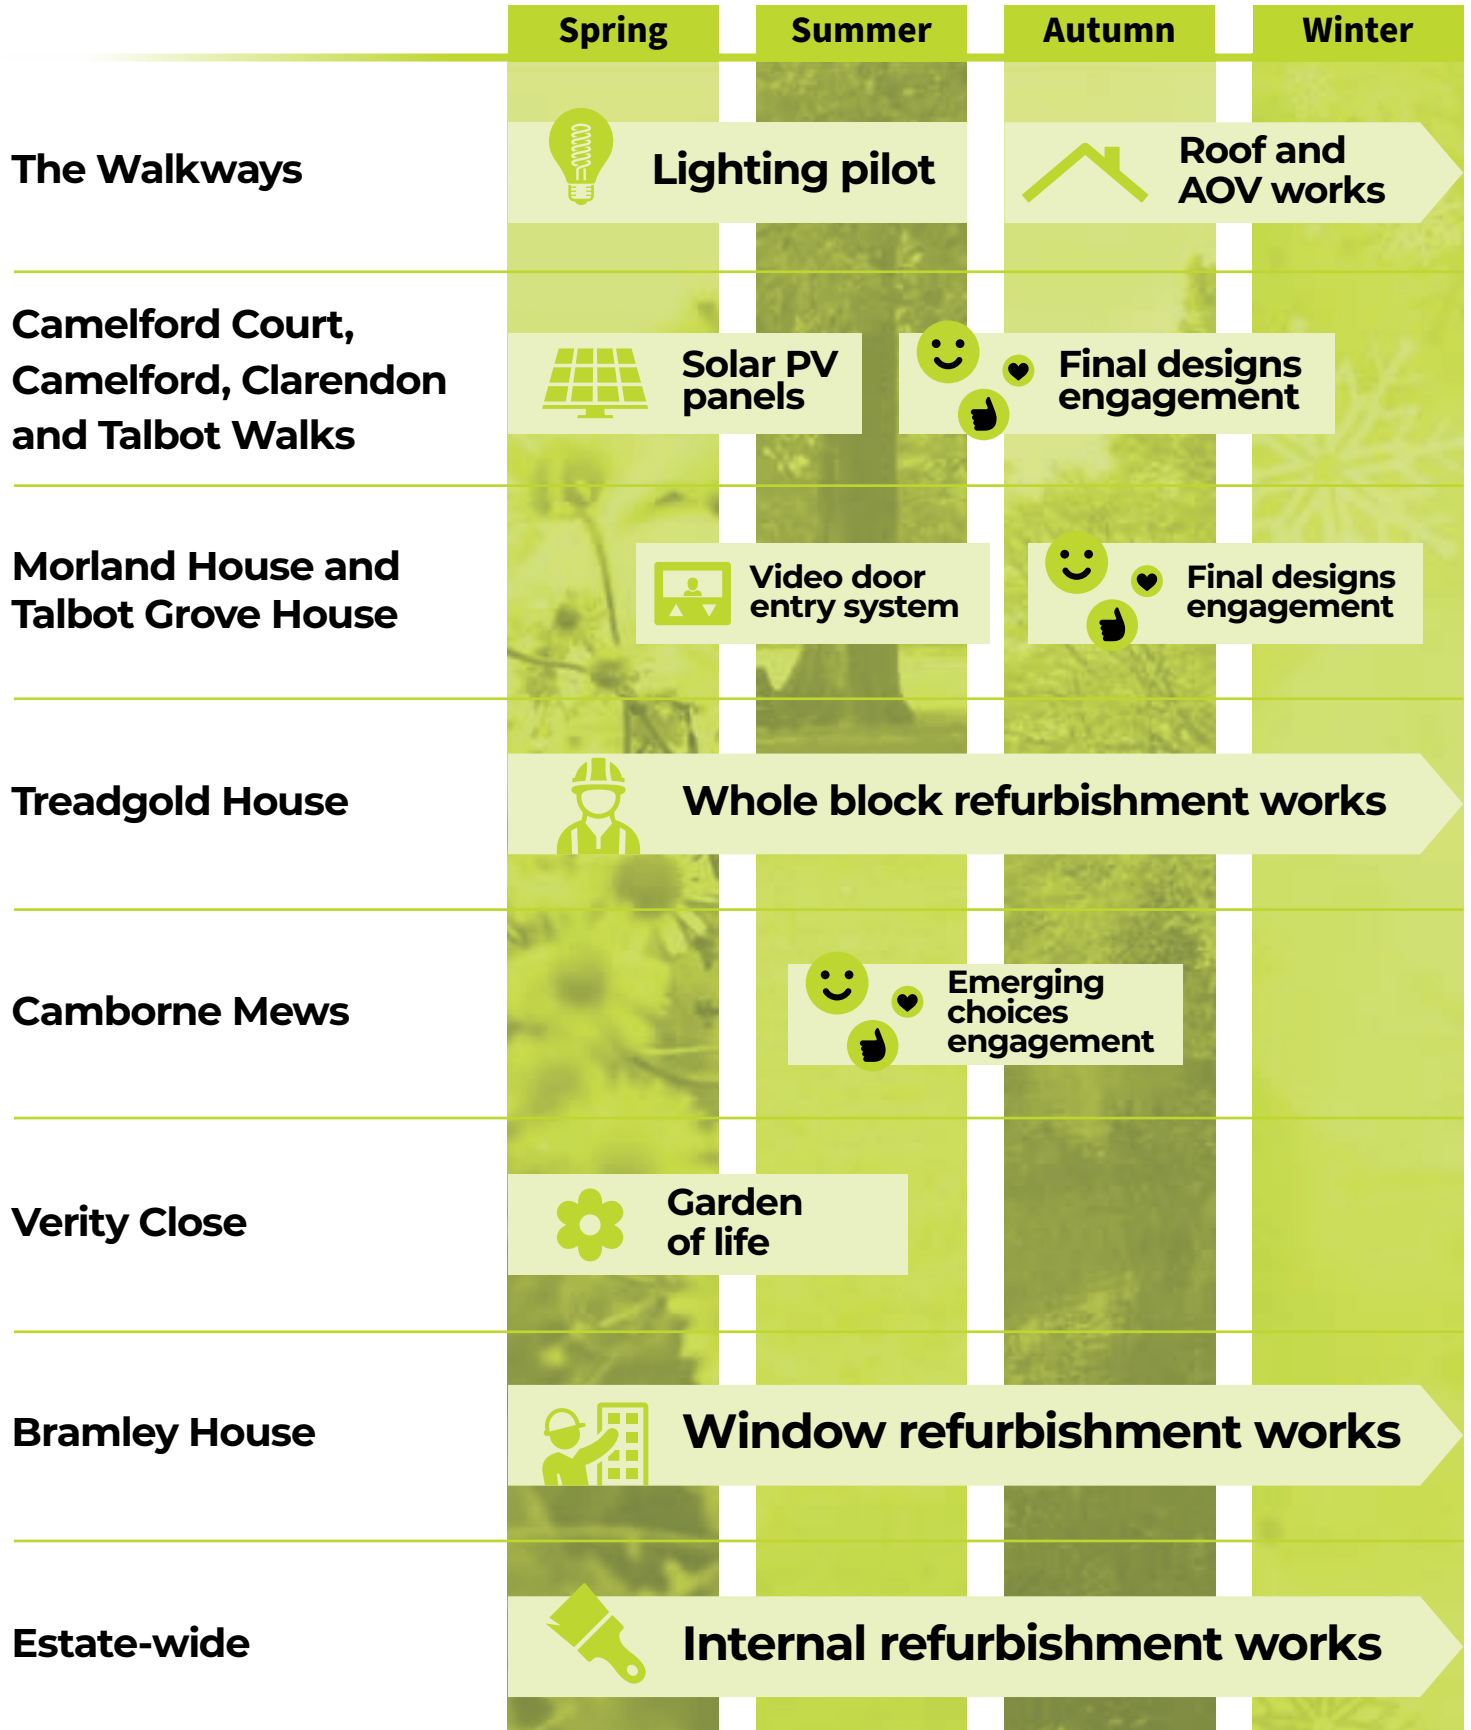 Spring Summer Autumn Winter
The Walkways
Lighting pilot
Roof and
AOV works
Camelford Court,
Camelford, Clarendon
and Talbot Walks
Solar PV
panels
Final designs
engagement
Morland House and
Talbot Grove House
Video door
entry system
Final designs
engagement
Treadgold House
Whole block refurbishment works
Camborne Mews
Emerging
choices
engagement
Verity Close
Garden
of life
Bramley House
Window refurbishment works
Estate-wide
Internal refurbishment works